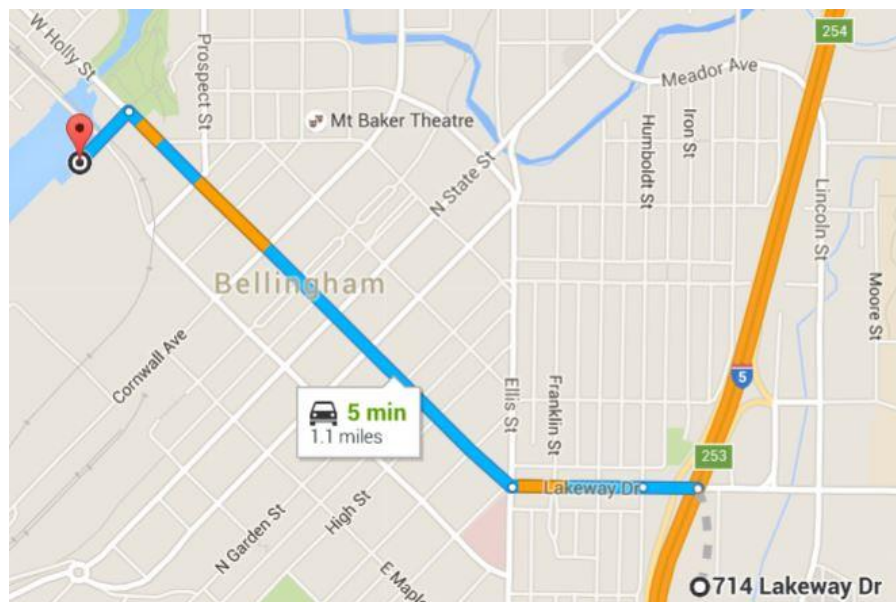 W Holly St
Prospect St
254
Meador Ave
Mt Baker Theatre
Iron St
Humboldt St
N State St
Lincoln St
Bellingham
Moore St
Cornwall Ave
5
5 min
1.1 miles
Ellis St
Franklin St
253
Lakeway Dr
High St
N Garden St
E Maple
714 Lakeway Dr